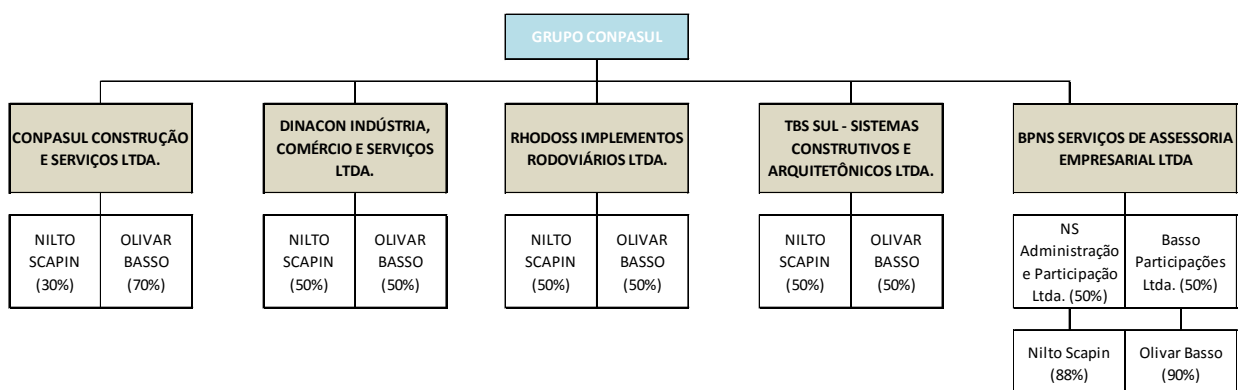 GRUPO CONPASUL
CONPASUL CONSTRUÇÃO
E SERVIÇOS LTDA.
DINACON INDÚSTRIA,
COMÉRCIO E SERVIÇOS
LTDA.
RHODOSS IMPLEMENTOS
RODOVIÁRIOS LTDA.
TBS SUL - SISTEMAS
CONSTRUTIVOS E
ARQUITETÔNICOS LTDA.
BPNS SERVIÇOS DE ASSESSORIA
EMPRESARIAL LTDA
NILTO
SCAPIN
(30%)
OLIVAR
BASSO
(70%)
NILTO
SCAPIN
(50%)
OLIVAR
BASSO
(50%)
NILTO
SCAPIN
(50%)
OLIVAR
BASSO
(50%)
NILTO
SCAPIN
(50%)
OLIVAR
BASSO
(50%)
NS
Administração
e Participação
Ltda. (50%)
Basso
Participações
Ltda. (50%)
Nilto Scapin
(88%)
Olivar Basso
(90%)